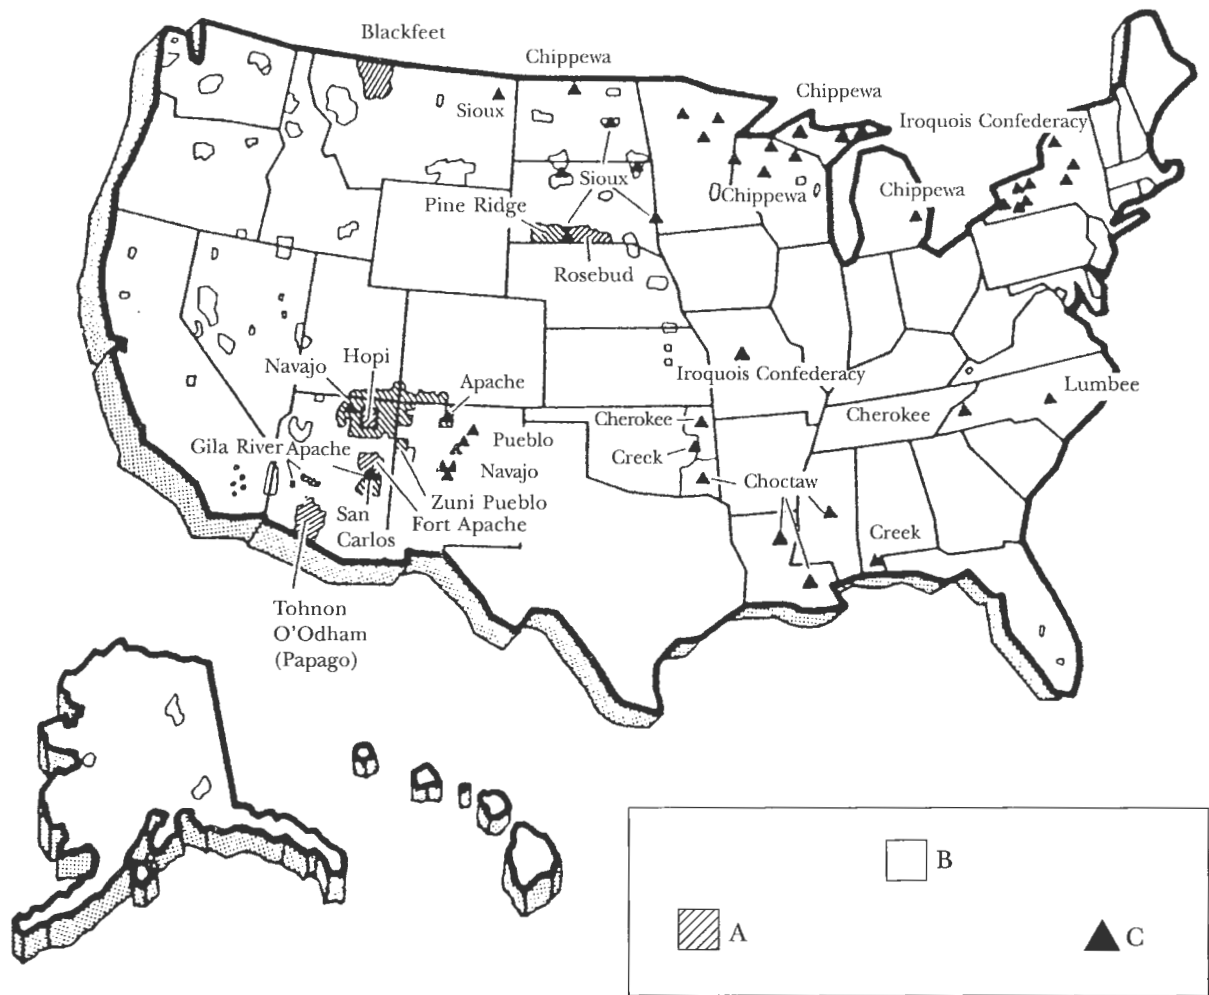 Blackfeet
Chippewa
Sioux
Chippewa
Iroquois Confederacy
Sioux
Chippewa
Chippewa
Pine Ridge
Rosebud
Navajo
Hopi
Apache
Iroquois Confederacy
Lumbee
Cherokee
Cherokee
Pueblo
Gila River
Apache
Creek
Navajo
Choctaw
Zuni Pueblo
San
Carlos
Fort Apache
Creek
Tohnon
O'Odham
(Papago)
B
A
C